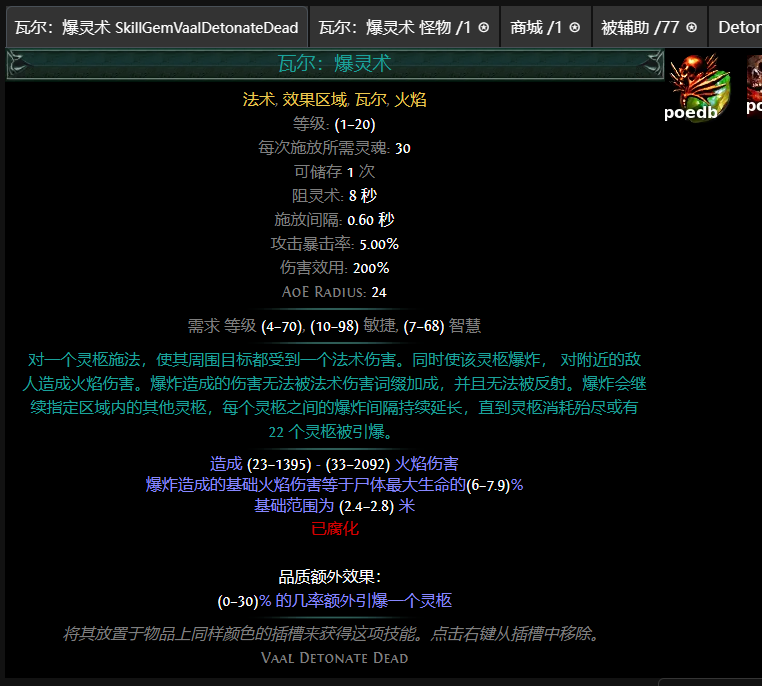 瓦尔：爆灵术 SkillGemVaalDetonateDead 瓦尔：爆灵术 怪物 /1 ⊛ 商城 /1 ⊛ 被辅助 /77 ⊛ Deton
瓦尔：爆灵术
poedb
法术, 效果区域, 瓦尔, 火焰
等级: (1–20)
每次施放所需灵魂: 30
可储存 1 次
阻灵术: 8 秒
施放间隔: 0.60 秒
攻击暴击率: 5.00%
伤害效用: 200%
AoE Radius: 24
需求 等级 (4–70), (10–98) 敏捷, (7–68) 智慧
对一个灵柩施法，使其周围目标都受到一个法术伤害。同时使该灵柩爆炸， 对附近的敌
人造成火焰伤害。爆炸造成的伤害无法被法术伤害词缀加成，并且无法被反射。爆炸会继
续指定区域内的其他灵柩，每个灵柩之间的爆炸间隔持续延长，直到灵柩消耗殆尽或有
22 个灵柩被引爆。
造成 (23–1395) - (33–2092) 火焰伤害
爆炸造成的基础火焰伤害等于尸体最大生命的(6–7.9)%
基础范围为 (2.4–2.8) 米
已腐化
品质额外效果：
(0–30)% 的几率额外引爆一个灵柩
将其放置于物品上同样颜色的插槽来获得这项技能。点击右键从插槽中移除。
Vaal Detonate Dead